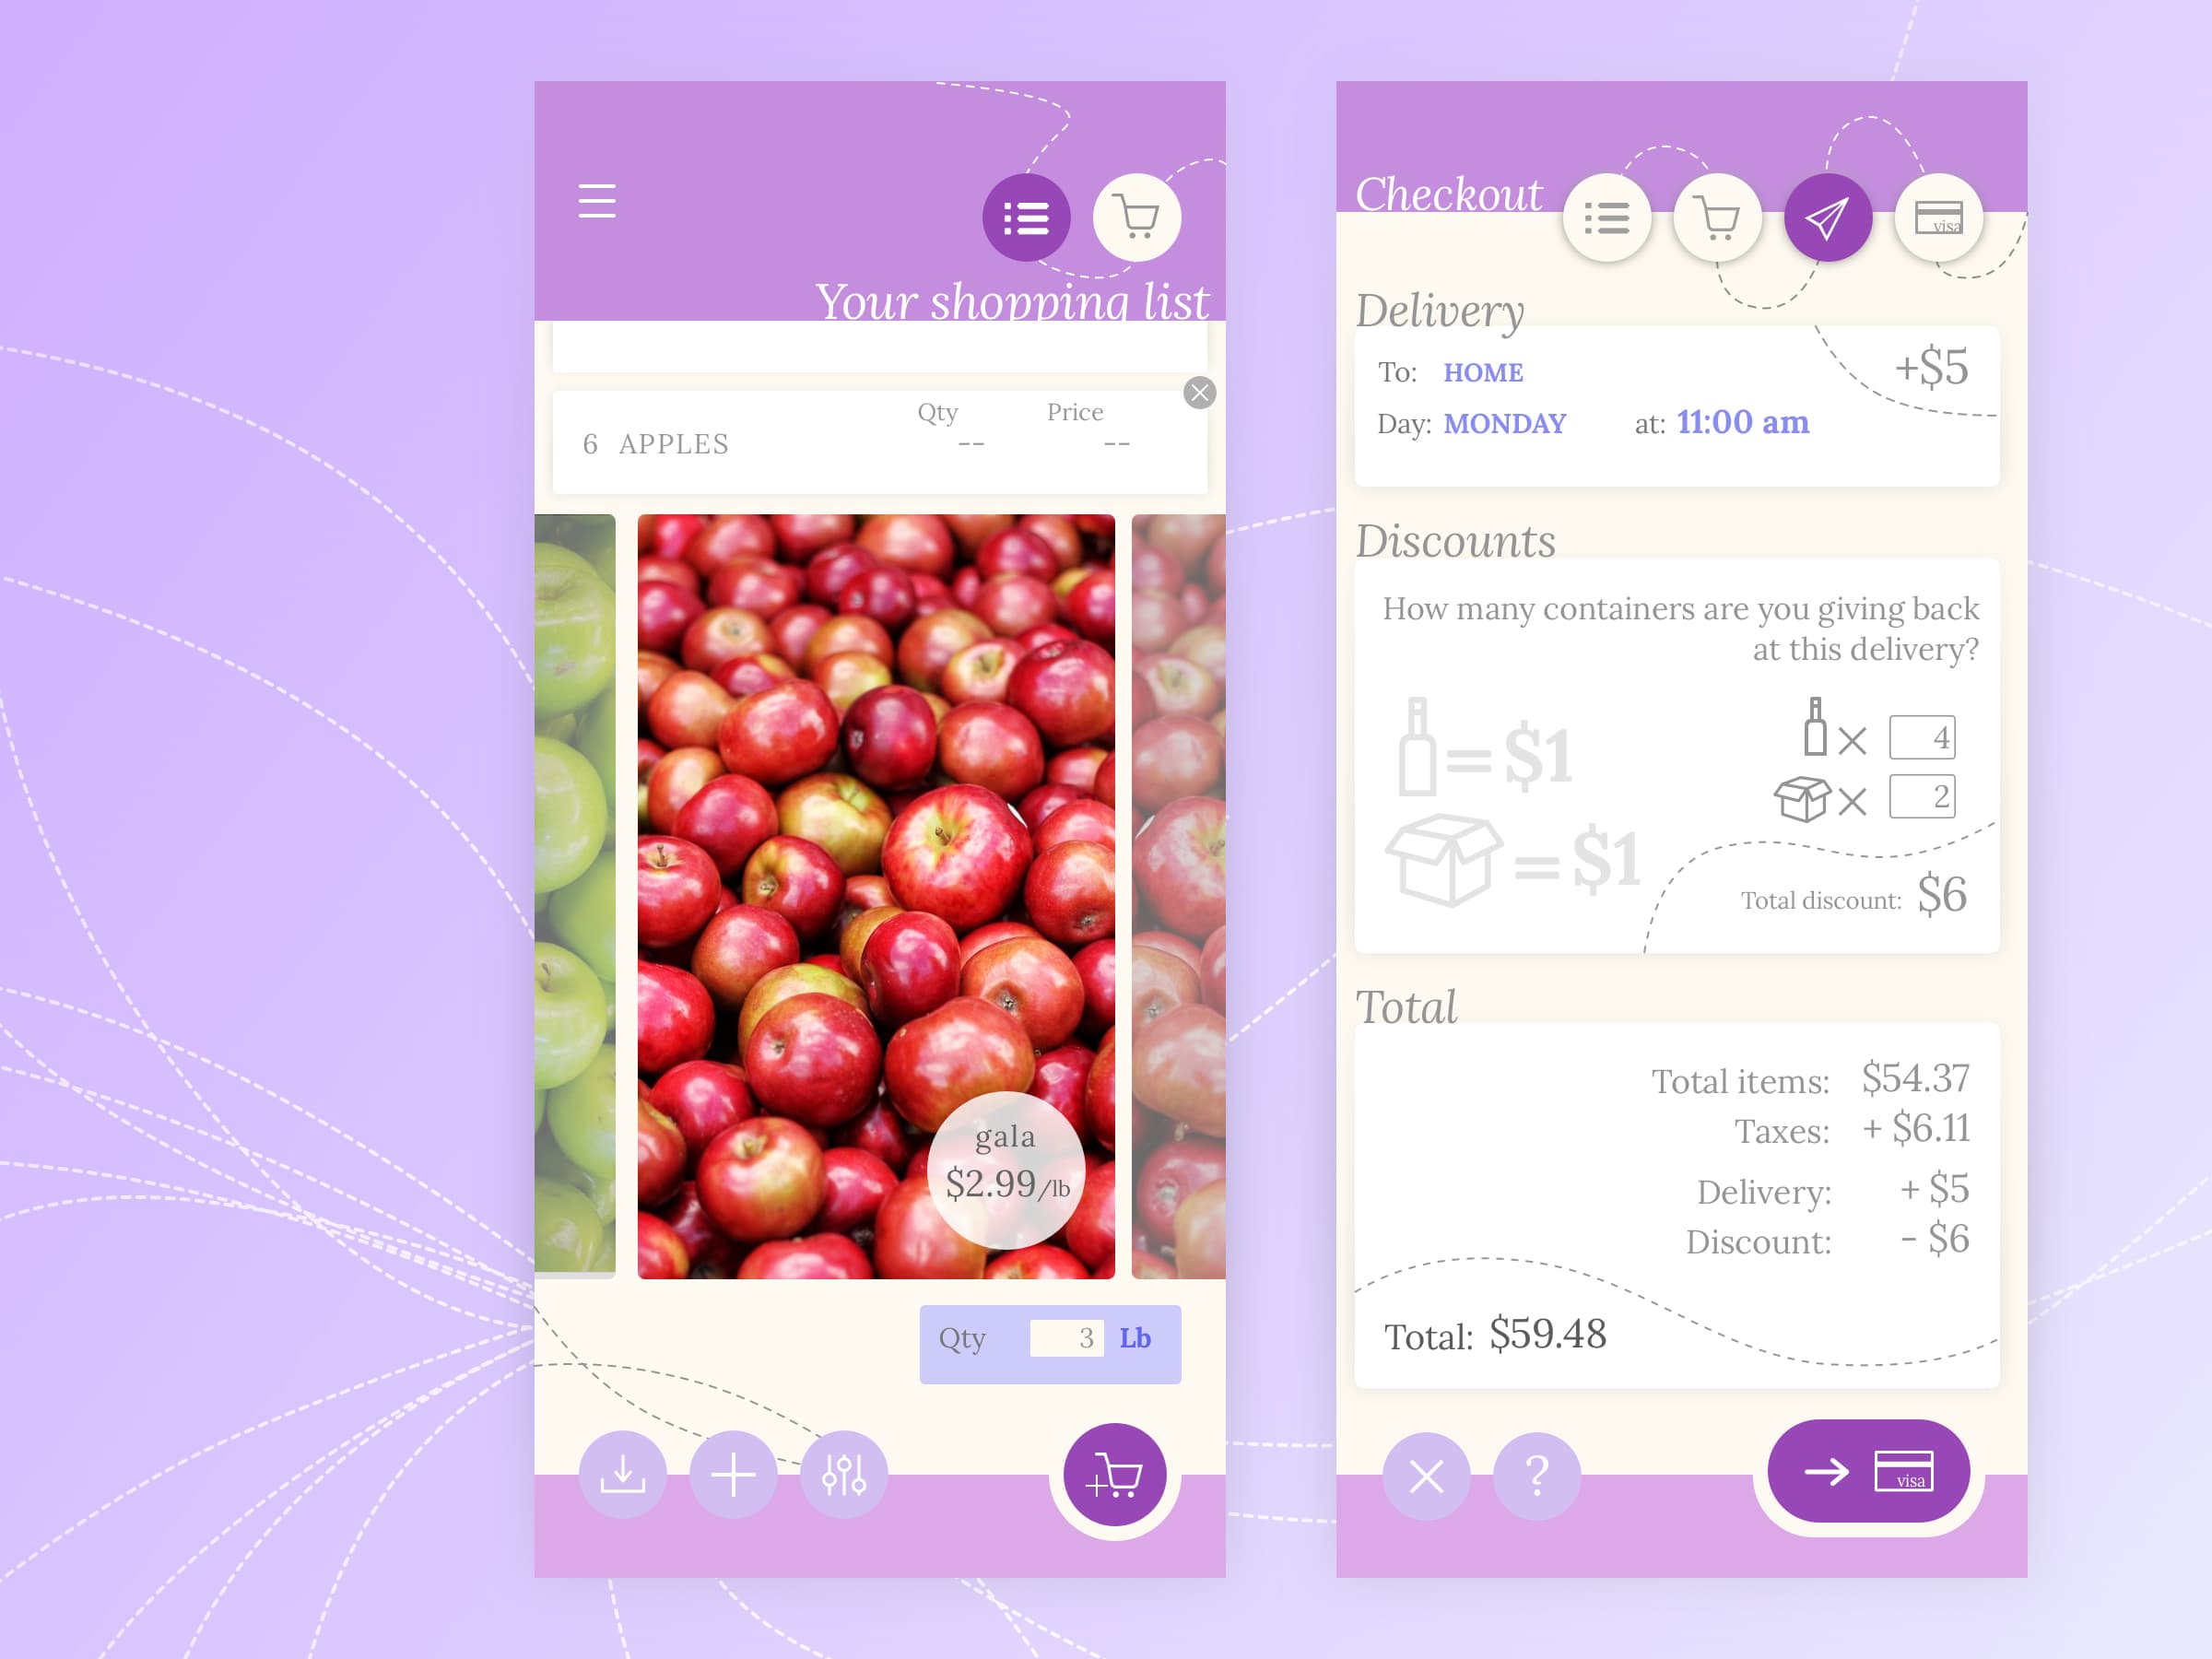 Your shopping list
Qty Price
6 APPLES -- --
gala
$2.99/lb
Qty 3 Lb
Checkout
visa
Delivery
To: HOME +$5
Day: MONDAY at: 11:00 am
Discounts
How many containers are you giving back
at this delivery?
= $1
× 4
× 2
= $1
Total discount: $6
Total
Total items: $54.37
Taxes: + $6.11
Delivery: + $5
Discount: - $6
Total: $59.48
?
visa